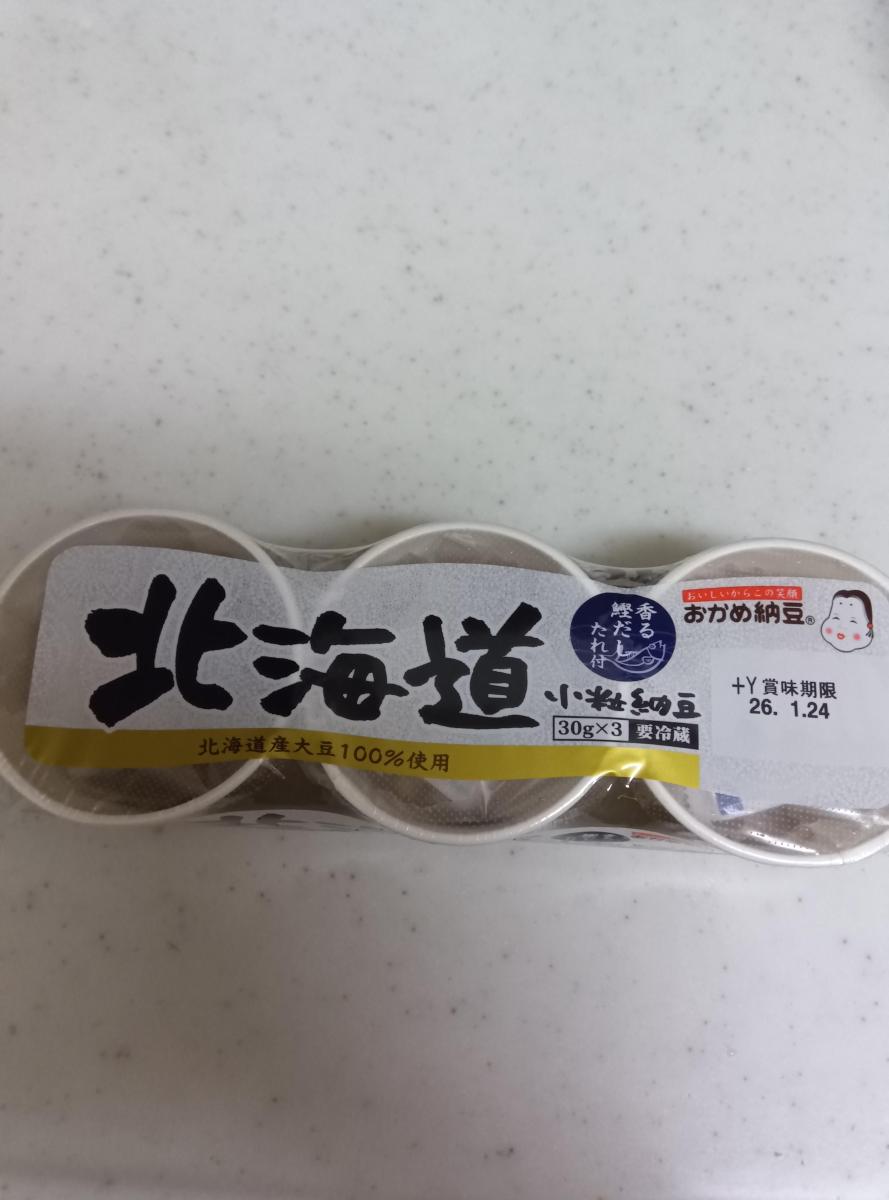 北海道
小粒納豆
北海道産大豆100%使用
香る
鰹だし
たれ付
30g×3 要冷蔵
おいしいからこの笑顔
おかめ納豆®
+Y 賞味期限
26. 1.24